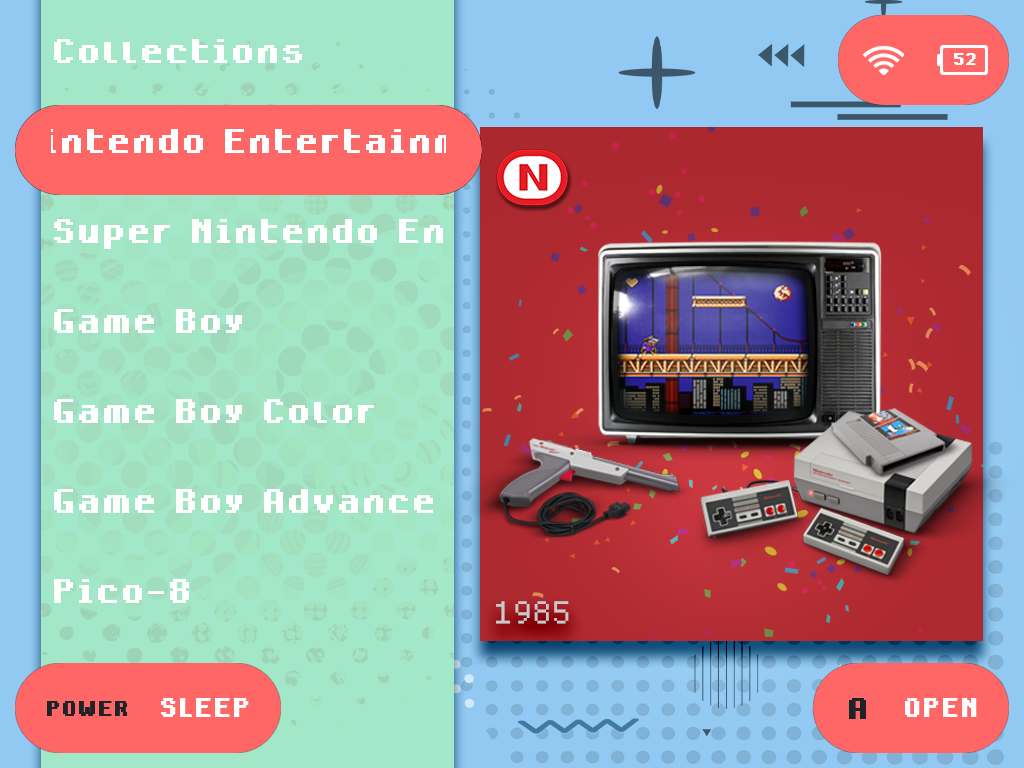 Collections
52
intendo Entertainm
N
Super Nintendo En
Game Boy
Game Boy Color
Game Boy Advance
Pico-8
1985
POWER SLEEP
A OPEN